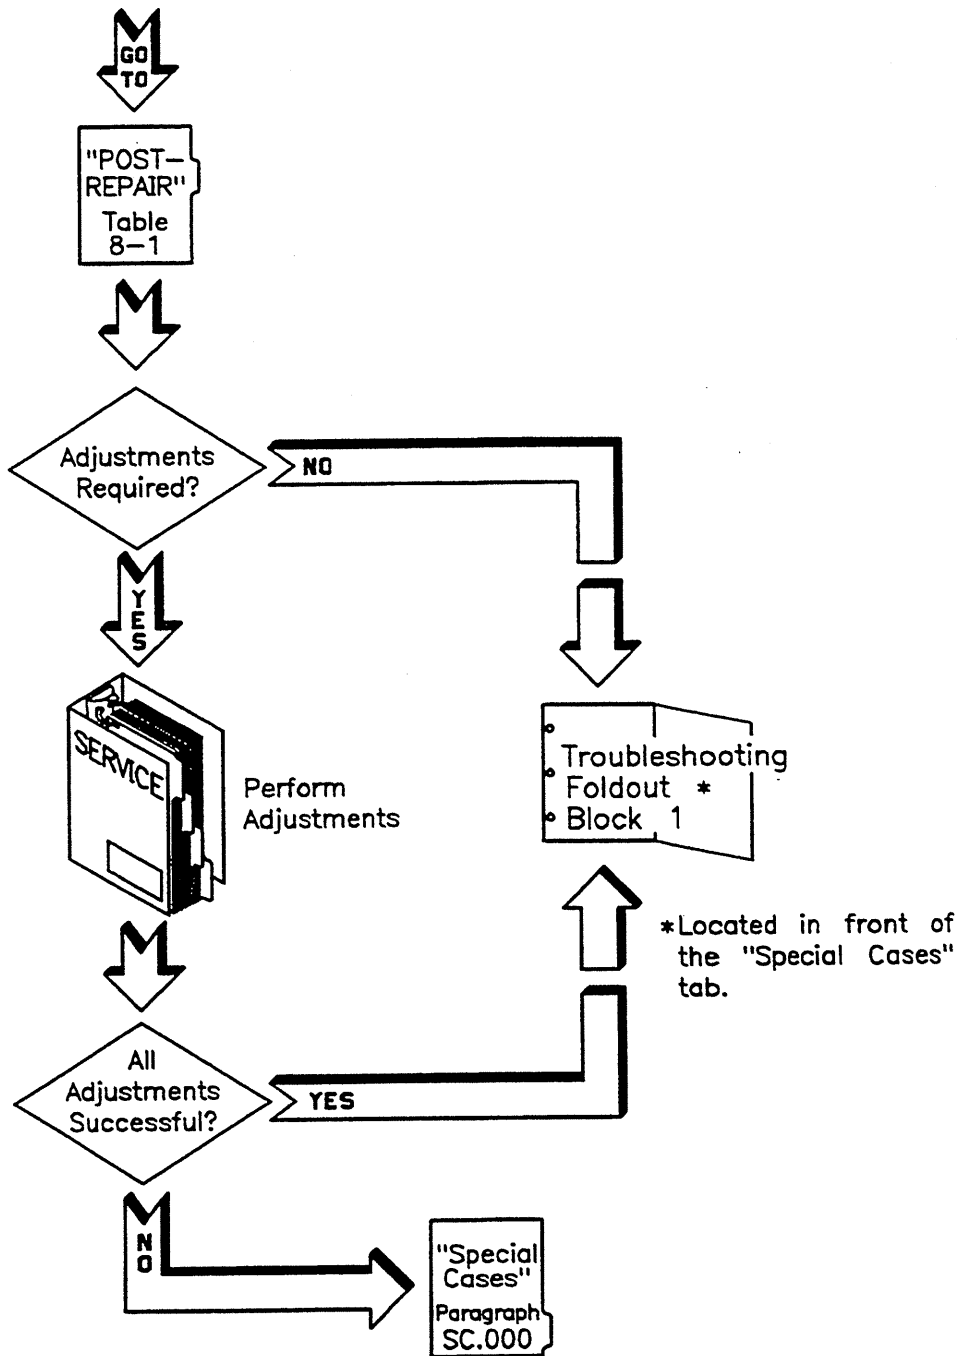 GO
TO
"POST-
REPAIR"
Table
8-1
Adjustments
Required?
NO
YES
SERVICE
Perform
Adjustments
Troubleshooting
Foldout *
Block 1
*Located in front of
the "Special Cases"
tab.
All
Adjustments
Successful?
YES
NO
"Special
Cases"
Paragraph
SC.000